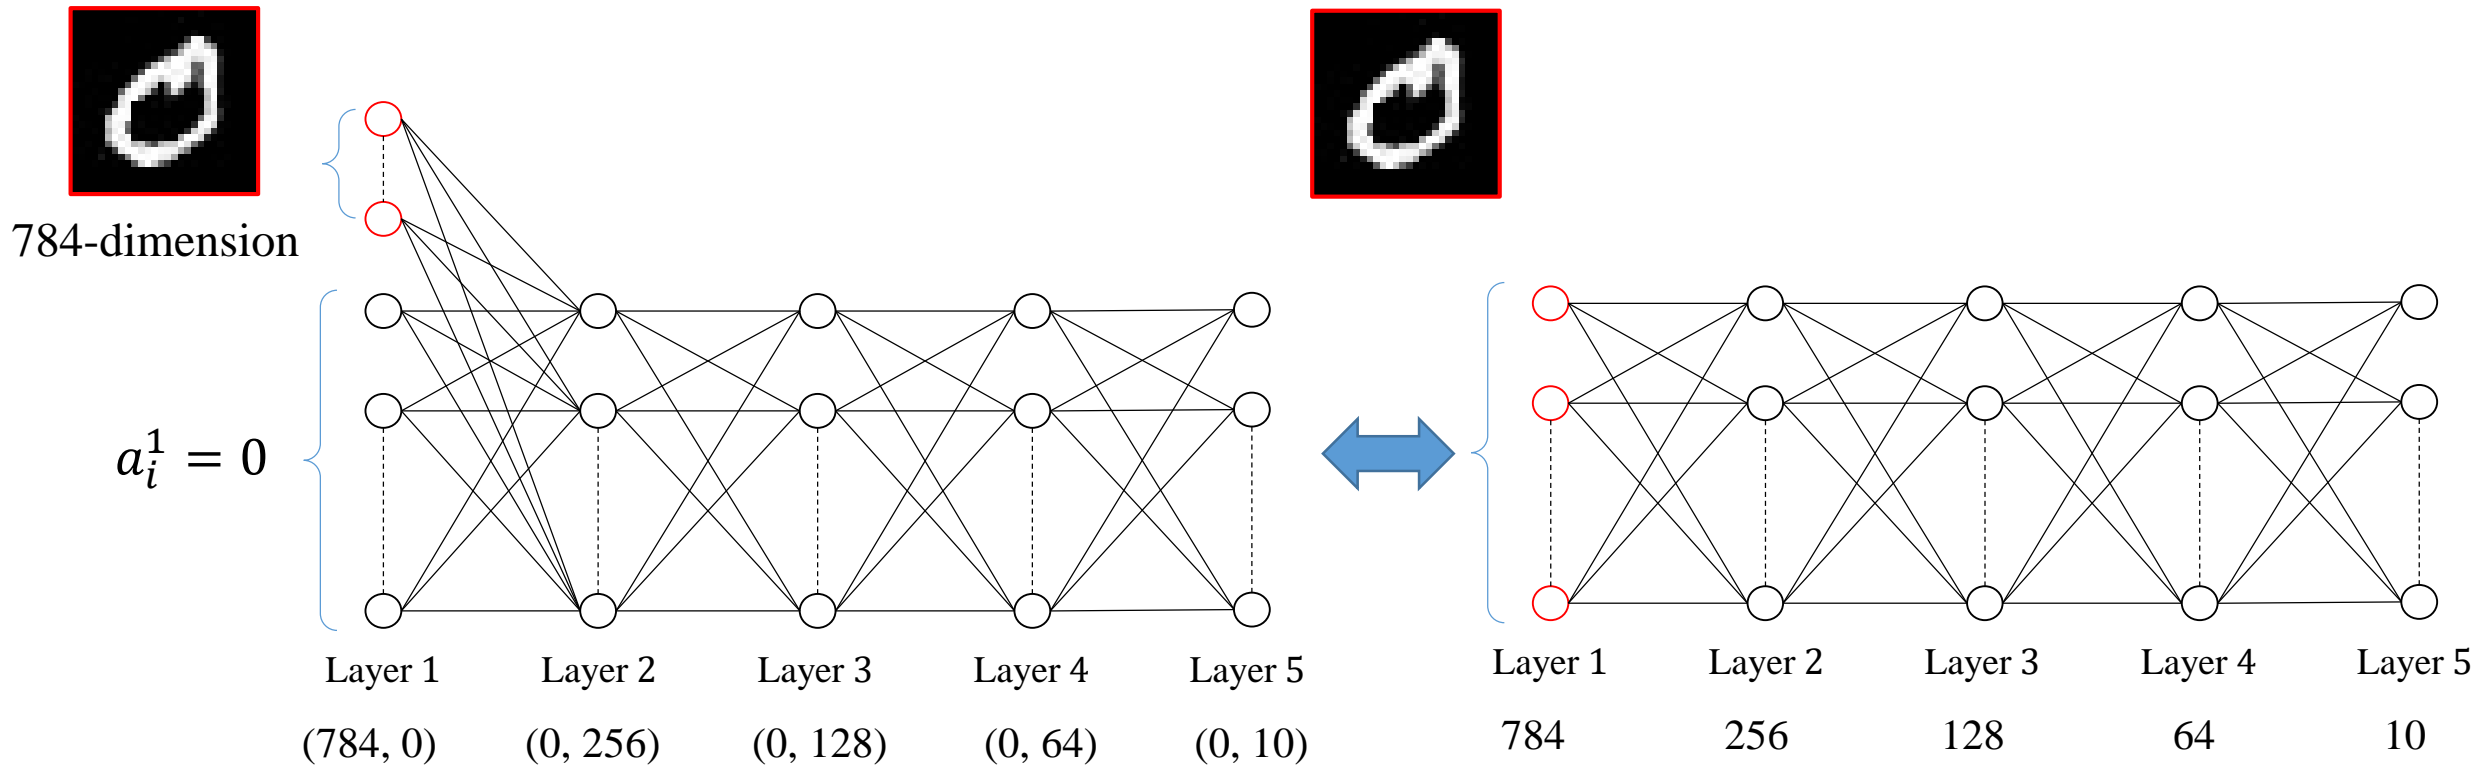 784-dimension
a_i^1 = 0
Layer 1 Layer 2 Layer 3 Layer 4 Layer 5
(784, 0) (0, 256) (0, 128) (0, 64) (0, 10)
Layer 1 Layer 2 Layer 3 Layer 4 Layer 5
784 256 128 64 10